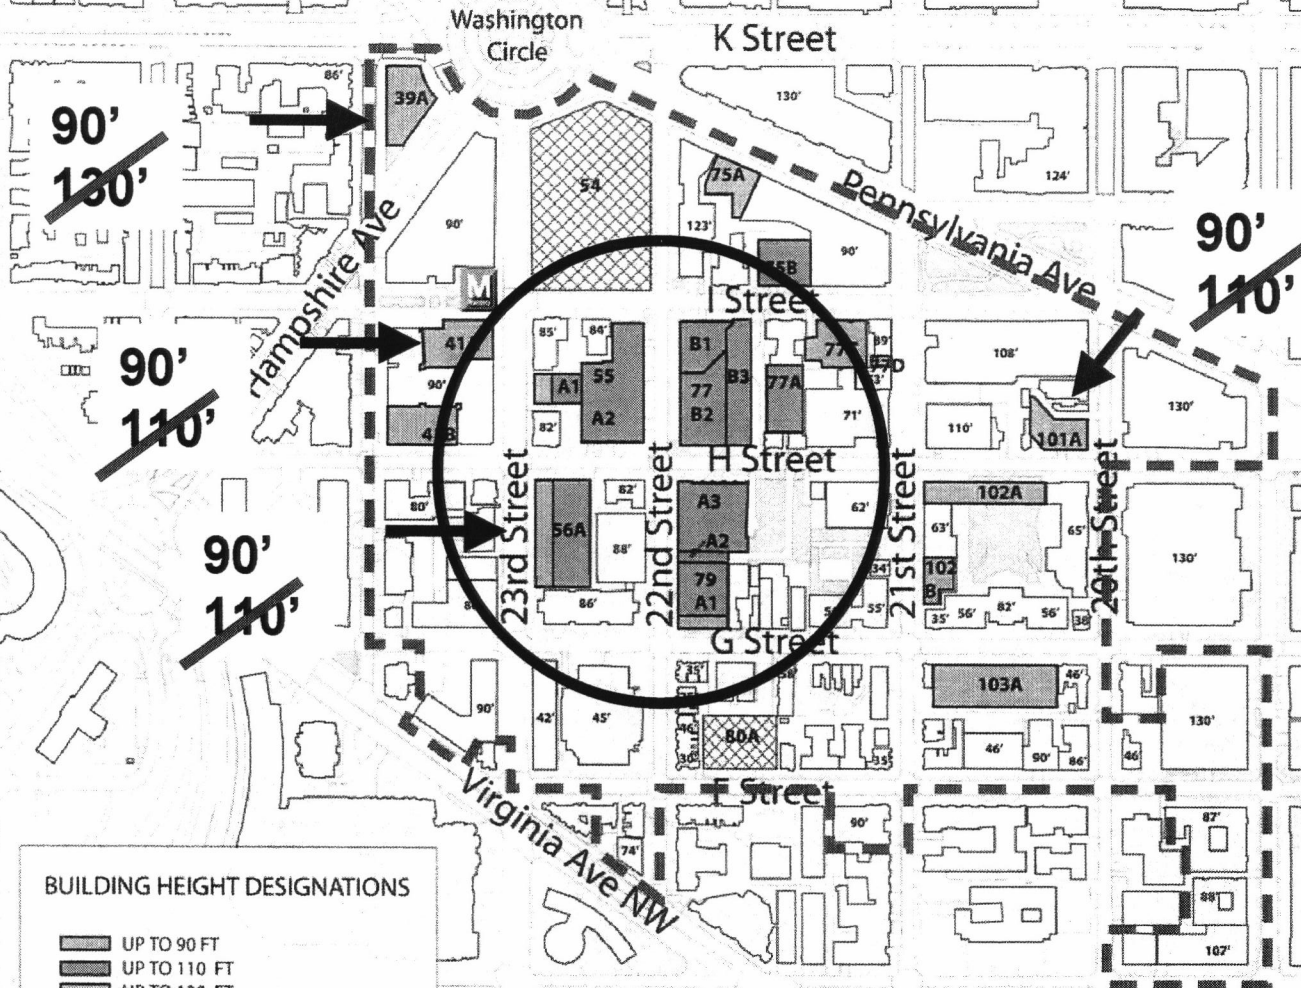 Washington
Circle
K Street
86'
39A
130'
90'
130'
54
75A
124'
123'
90'
90'
90'
110'
Pennsylvania Ave
Hampshire Ave
M
75B
I Street
85'
84'
B1
108'
90'
110'
90'
A1
55
A2
77
B2
B3
77A
77D
71'
82'
110'
101A
130'
H Street
23rd Street
22nd Street
21st Street
20th Street
80'
82'
A3
62'
102A
56A
88'
A2
63'
65'
130'
90'
110'
79
A1
34'
102
B
86'
55'
35'
56'
82'
56'
38'
G Street
35'
103A
46'
90'
42'
45'
46'
80A
30'
35'
46'
90'
86'
46'
130'
F Street
Virginia Ave NW
74'
90'
87'
88'
107'
BUILDING HEIGHT DESIGNATIONS
UP TO 90 FT
UP TO 110 FT